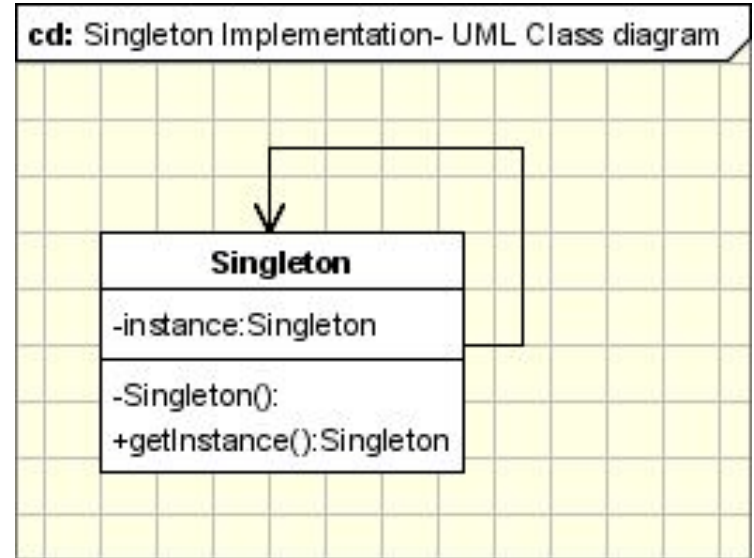 cd: Singleton Implementation- UML Class diagram
Singleton
-instance:Singleton
-Singleton():
+getInstance():Singleton